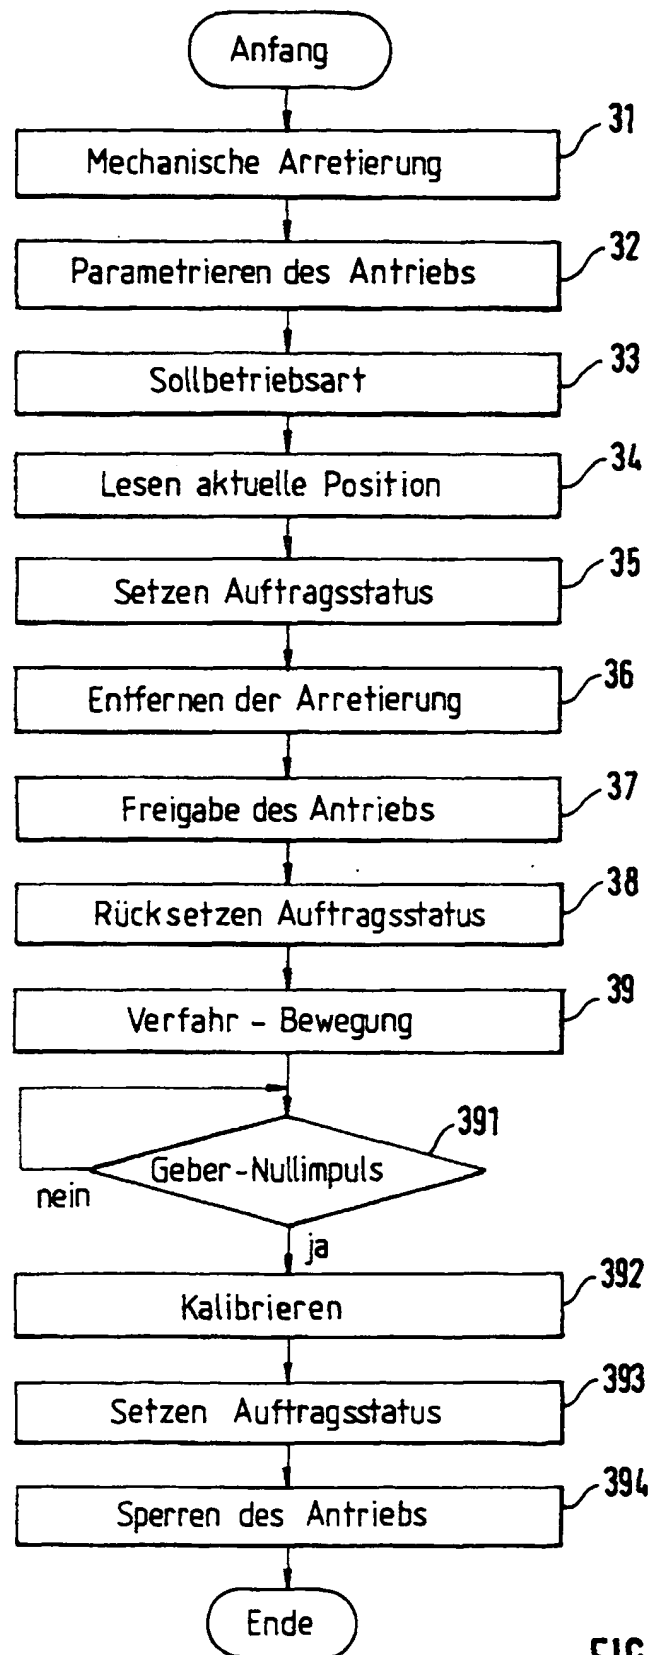 Anfang
31
Mechanische Arretierung
32
Parametrieren des Antriebs
33
Sollbetriebsart
34
Lesen aktuelle Position
35
Setzen Auftragsstatus
36
Entfernen der Arretierung
37
Freigabe des Antriebs
38
Rücksetzen Auftragsstatus
39
Verfahr - Bewegung
391
Geber-Nullimpuls
nein
ja
392
Kalibrieren
393
Setzen Auftragsstatus
394
Sperren des Antriebs
Ende